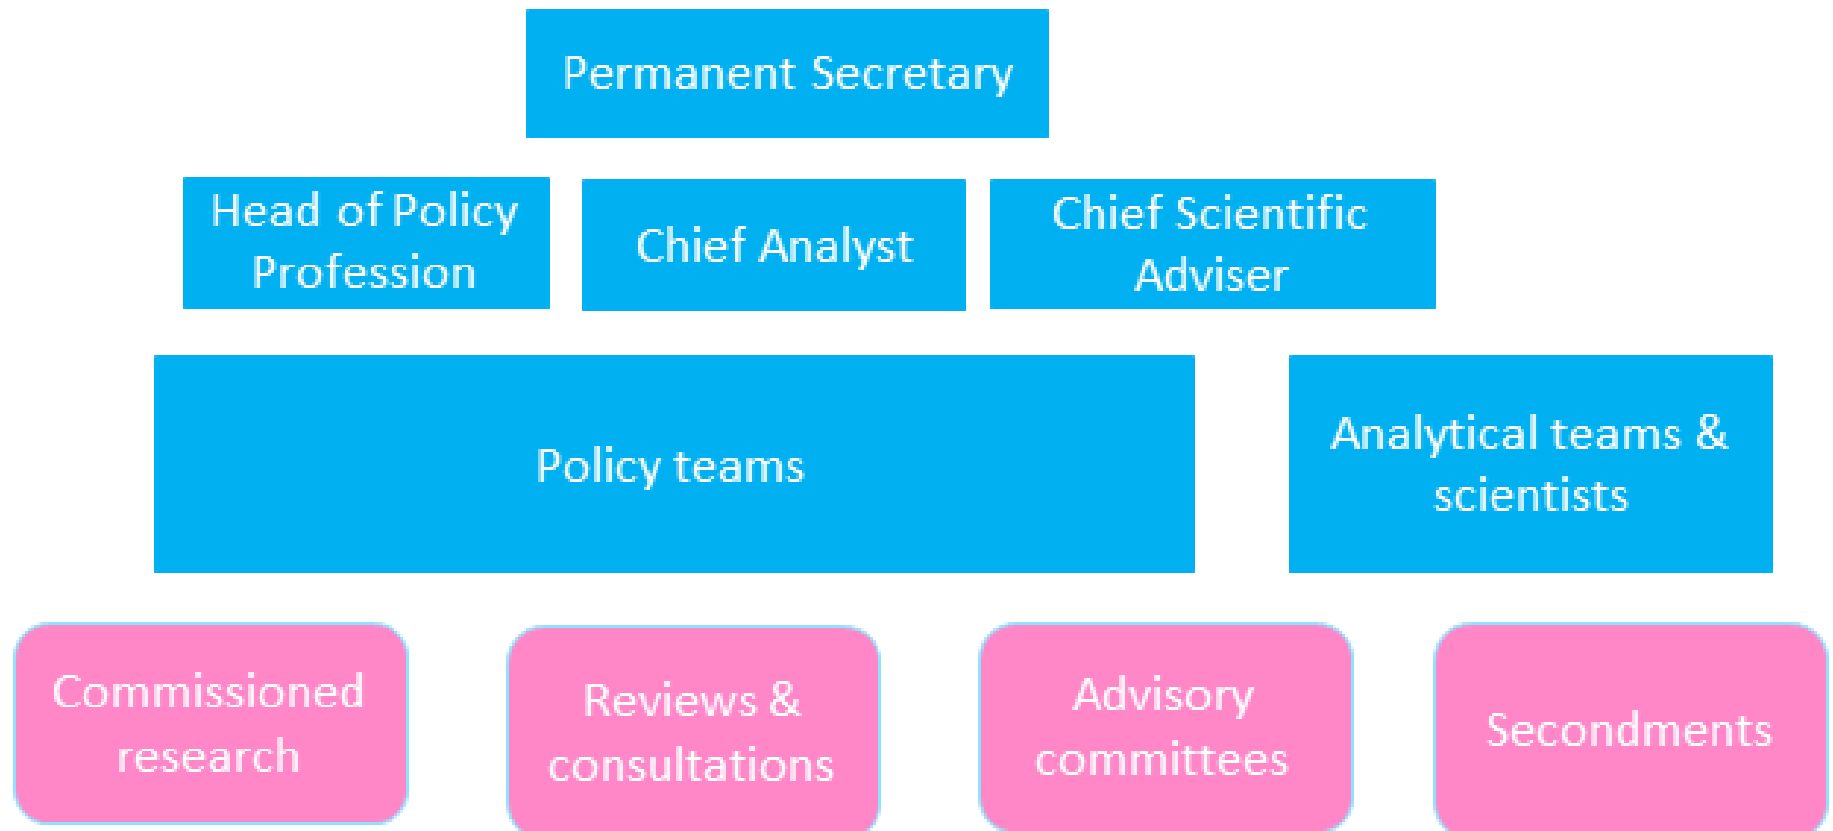 Permanent Secretary
Head of Policy
Profession
Chief Analyst
Chief Scientific
Adviser
Policy teams
Analytical teams &
scientists
Commissioned
research
Reviews &
consultations
Advisory
committees
Secondments